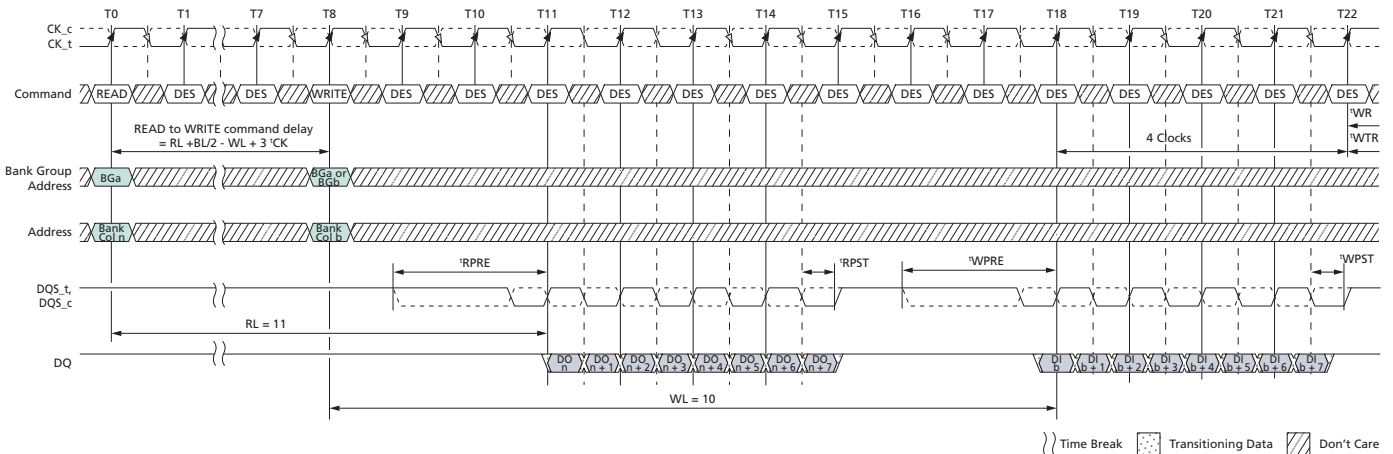 T0 T1 T7 T8 T9 T10 T11 T12 T13 T14 T15 T16 T17 T18 T19 T20 T21 T22
CK_c
CK_t
Command READ DES DES WRITE DES DES DES DES DES DES DES DES DES DES DES DES DES DES
tWR
READ to WRITE command delay
= RL +BL/2 - WL + 3 tCK
4 Clocks
tWTR
Bank Group
Address
BGa
BGa or
BGb
Address
Bank
Col n
Bank
Col b
tRPRE tRPST tWPRE tWPST
DQS_t,
DQS_c
RL = 11
DQ
DO
n
DO
n + 1
DO
n + 2
DO
n + 3
DO
n + 4
DO
n + 5
DO
n + 6
DO
n + 7
DI
b
DI
b + 1
DI
b + 2
DI
b + 3
DI
b + 4
DI
b + 5
DI
b + 6
DI
b + 7
WL = 10
Time Break Transitioning Data Don't Care